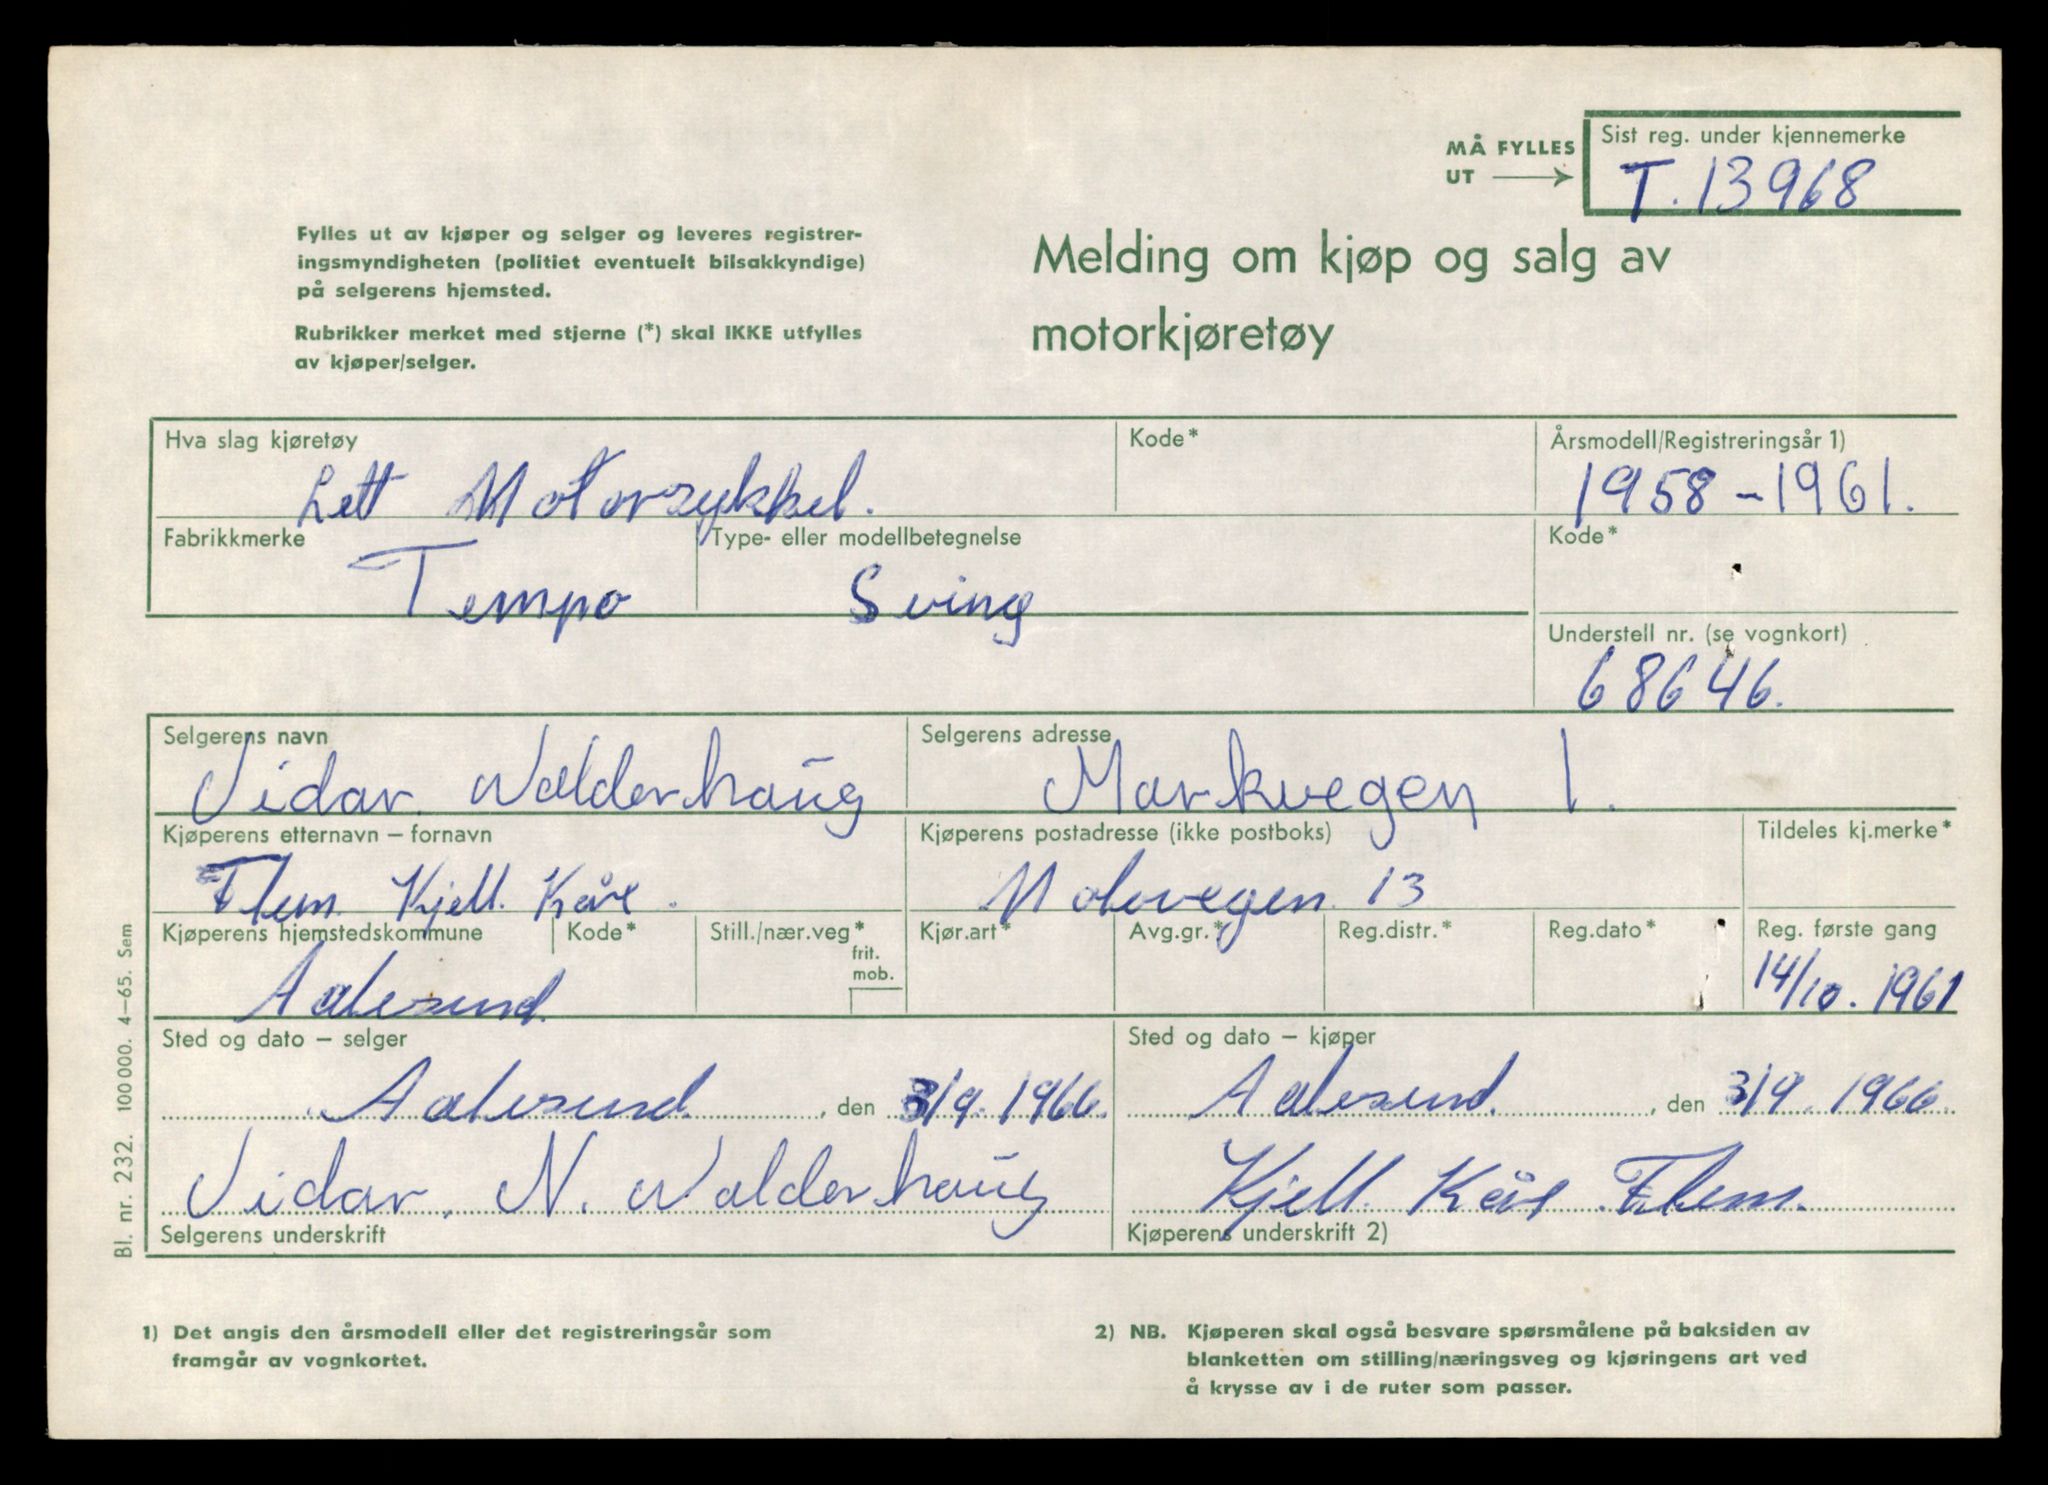 MÅ FYLLES
UT
Sist reg. under kjennemerke
T. 13968
Fylles ut av kjøper og selger og leveres registrer-
ingsmyndigheten (politiet eventuelt bilsakkyndige)
på selgerens hjemsted.
Rubrikker merket med stjerne (*) skal IKKE utfylles
av kjøper/selger.
Melding om kjøp og salg av
motorkjøretøy
Hva slag kjøretøy
Lett Motorsykkel.
Kode*
Årsmodell/Registreringsår 1)
1958-1961.
Fabrikkmerke
Tempo
Type- eller modellbetegnelse
Sving
Kode*
Understell nr. (se vognkort)
68646.
Selgerens navn
Vidar Walderhaug
Selgerens adresse
Markvegen 1.
Kjøperens etternavn – fornavn
Flem Kjell. Kåre.
Kjøperens postadresse (ikke postboks)
Molovegen 13
Tildeles kj.merke*
Kjøperens hjemstedskommune
Aalesund
Kode*
Still./nær.veg*
frit.
mob.
Kjør.art*
Avg.gr.*
Reg.distr.*
Reg.dato*
Reg. første gang
14/10. 1961
Sted og dato – selger
Aalesund, den 3/9. 1966.
Vidar. N. Walderhaug
Selgerens underskrift
Sted og dato – kjøper
Aalesund, den 3/9. 1966.
Kjell Kåre Flem.
Kjøperens underskrift 2)
Bl. nr. 232. 100 000. 4–65. Sem
1) Det angis den årsmodell eller det registreringsår som
framgår av vognkortet.
2) NB. Kjøperen skal også besvare spørsmålene på baksiden av
blanketten om stilling/næringsveg og kjøringens art ved
å krysse av i de ruter som passer.